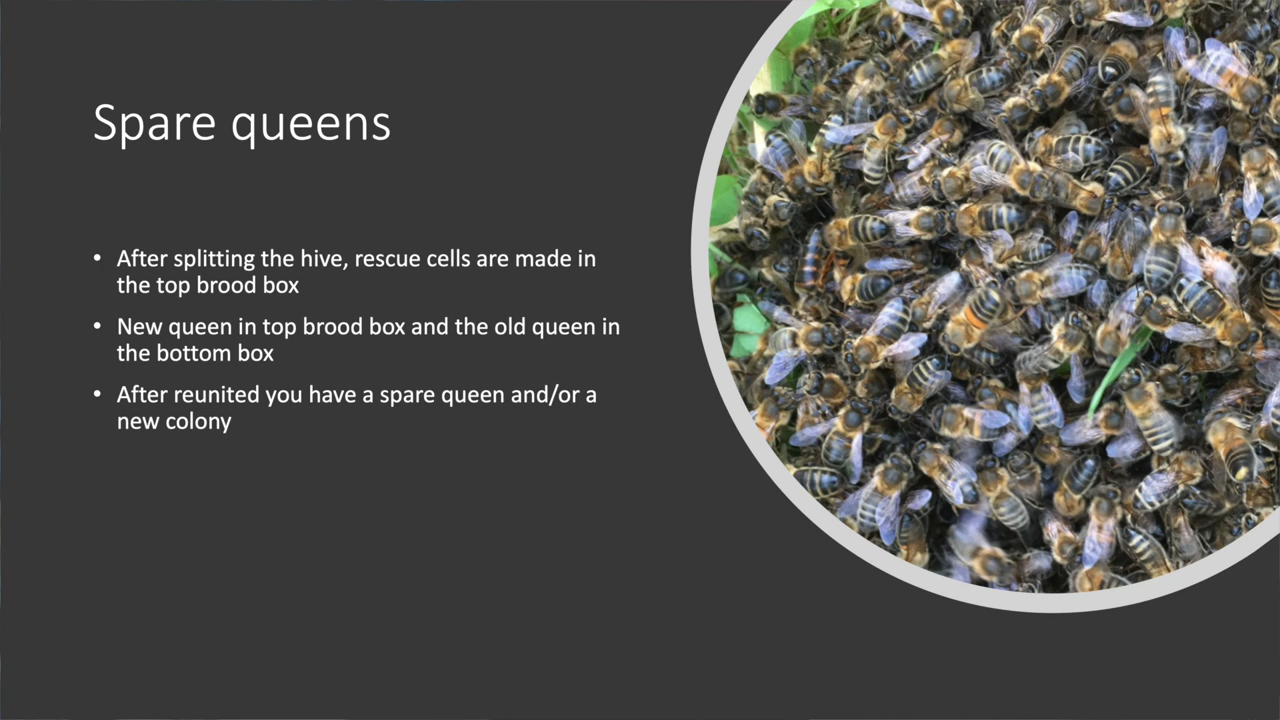 Spare queens
• After splitting the hive, rescue cells are made in
the top brood box
• New queen in top brood box and the old queen in
the bottom box
• After reunited you have a spare queen and/or a
new colony